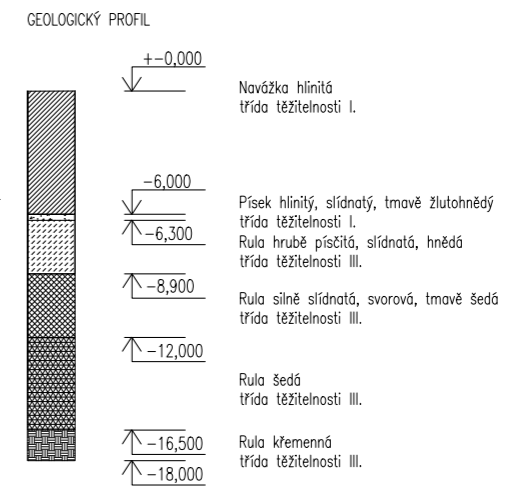 GEOLOGICKÝ PROFIL
+-0,000
Navážka hlinitá
třída těžitelnosti I.
-6,000
Písek hlinitý, slídnatý, tmavě žlutohnědý
třída těžitelnosti I.
-6,300
Rula hrubě písčitá, slídnatá, hnědá
třída těžitelnosti III.
-8,900
Rula silně slídnatá, svorová, tmavě šedá
třída těžitelnosti III.
-12,000
Rula šedá
třída těžitelnosti III.
-16,500
Rula křemenná
třída těžitelnosti III.
-18,000